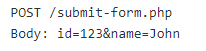 POST /submit-form.php
Body: id=123&name=John